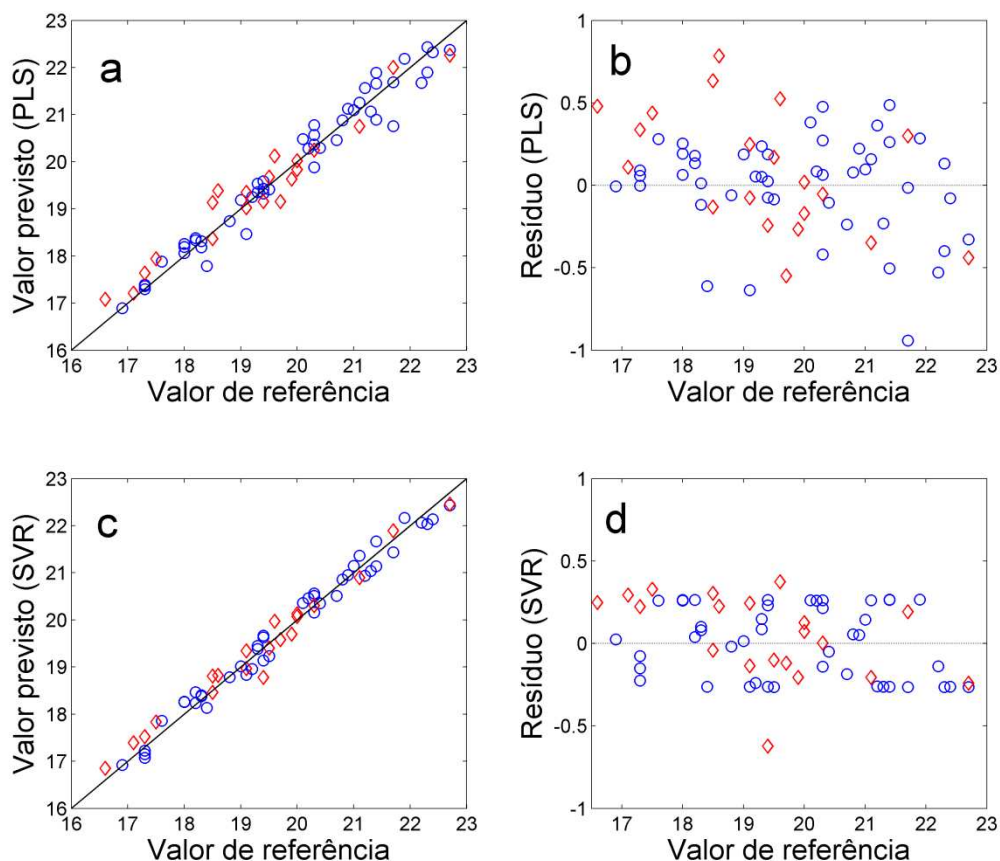 a
Valor previsto (PLS)
23
22
21
20
19
18
17
16
16 17 18 19 20 21 22 23
Valor de referência
b
Resíduo (PLS)
1
0.5
0
-0.5
-1
17 18 19 20 21 22 23
Valor de referência
c
Valor previsto (SVR)
23
22
21
20
19
18
17
16
16 17 18 19 20 21 22 23
Valor de referência
d
Resíduo (SVR)
1
0.5
0
-0.5
-1
17 18 19 20 21 22 23
Valor de referência